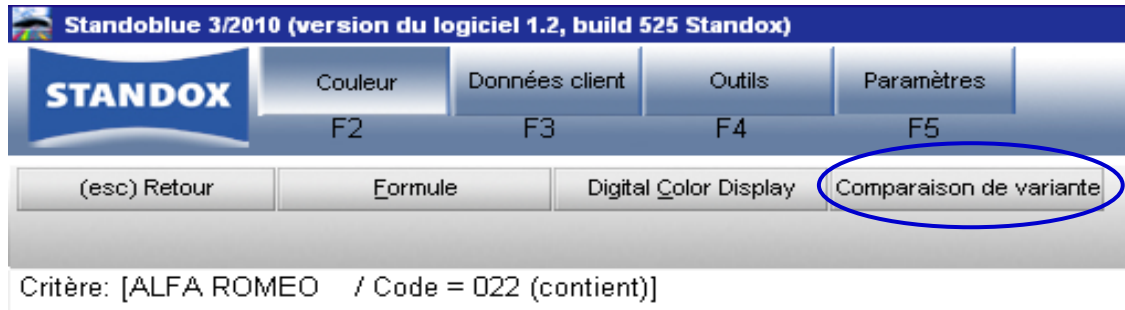 Standoblue 3/2010 (version du logiciel 1.2, build 525 Standox)
STANDOX
Couleur Données client Outils Paramètres
F2 F3 F4 F5
(esc) Retour Formule Digital Color Display Comparaison de variante
Critère: [ALFA ROMEO / Code = 022 (contient)]